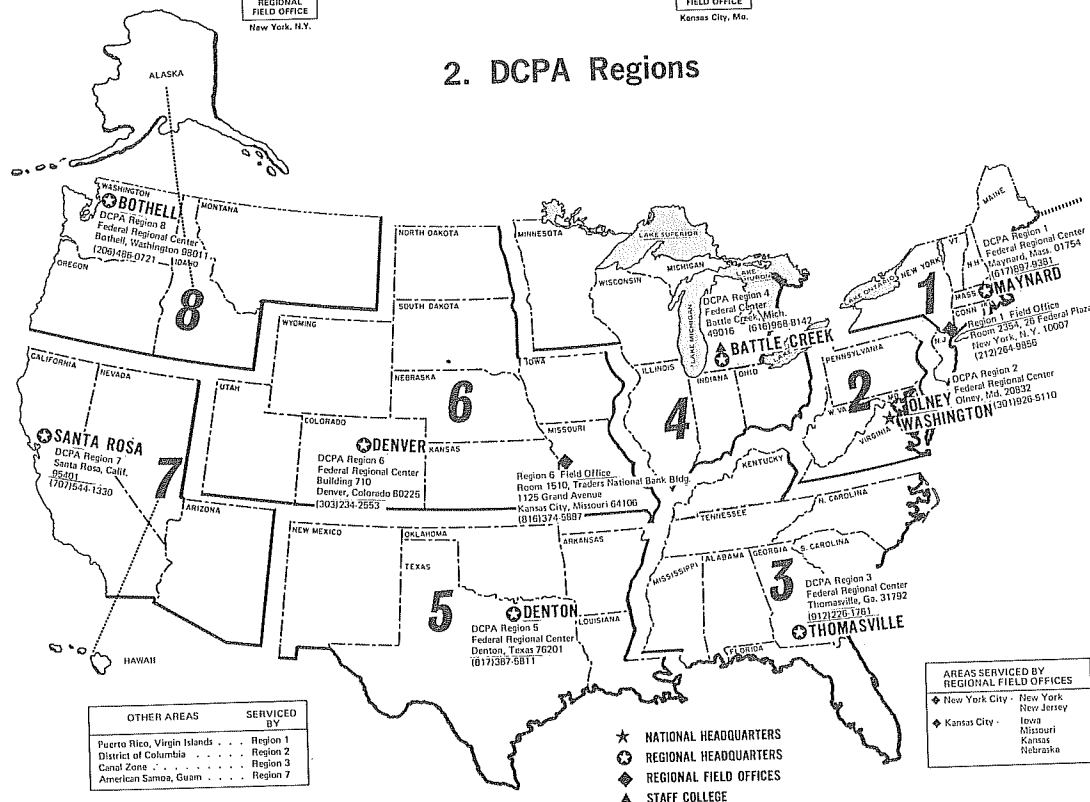 REGIONAL
FIELD OFFICE
New York, N.Y.
FIELD OFFICE
Kansas City, Mo.
2. DCPA Regions
ALASKA
WASHINGTON
BOTHELL
DCPA Region 8
Federal Regional Center
Bothell, Washington 98011
(206)486-0721
IDAHO
OREGON
MONTANA
8
NORTH DAKOTA
SOUTH DAKOTA
WYOMING
NEBRASKA
IOWA
UTAH
COLORADO
KANSAS
MISSOURI
6
DENVER
DCPA Region 6
Federal Regional Center
Building 710
Denver, Colorado 80225
(303)234-2553
Region 6 Field Office
Room 1510, Traders National Bank Bldg.
1125 Grand Avenue
Kansas City, Missouri 64106
(816)374-5887
CALIFORNIA
NEVADA
SANTA ROSA
DCPA Region 7
Santa Rosa, Calif.
95401
(707)544-1330
7
ARIZONA
HAWAII
NEW MEXICO
OKLAHOMA
TEXAS
ARKANSAS
LOUISIANA
5
DENTON
DCPA Region 5
Federal Regional Center
Denton, Texas 76201
(817)387-5811
MINNESOTA
WISCONSIN
LAKE SUPERIOR
MICHIGAN
LAKE HURON
LAKE MICHIGAN
DCPA Region 4
Federal Center
Battle Creek, Mich.
49016 (616)968-8142
BATTLE CREEK
ILLINOIS
INDIANA
OHIO
4
MAINE
VT.
N.H.
NEW YORK
LAKE ONTARIO
MASS
CONN
1
DCPA Region 1
Federal Regional Center
Maynard, Mass. 01754
(617)897-9381
MAYNARD
Region 1 Field Office
Room 2354, 26 Federal Plaza
New York, N.Y. 10007
(212)264-9856
N.J.
PENNSYLVANIA
W. VA
VIRGINIA
2
DCPA Region 2
Federal Regional Center
Olney, Md. 20832
(301)926-5110
OLNEY
WASHINGTON
KENTUCKY
TENNESSEE
N. CAROLINA
S. CAROLINA
MISSISSIPPI
ALABAMA
GEORGIA
FLORIDA
3
DCPA Region 3
Federal Regional Center
Thomasville, Ga. 31792
(912)226-1761
THOMASVILLE
OTHER AREAS SERVICED BY
Puerto Rico, Virgin Islands . . . Region 1
District of Columbia . . . . . Region 2
Canal Zone . . . . . . . . . Region 3
American Samoa, Guam . . . . Region 7
NATIONAL HEADQUARTERS
REGIONAL HEADQUARTERS
REGIONAL FIELD OFFICES
STAFF COLLEGE
AREAS SERVICED BY
REGIONAL FIELD OFFICES
New York City - New York
New Jersey
Kansas City - Iowa
Missouri
Kansas
Nebraska